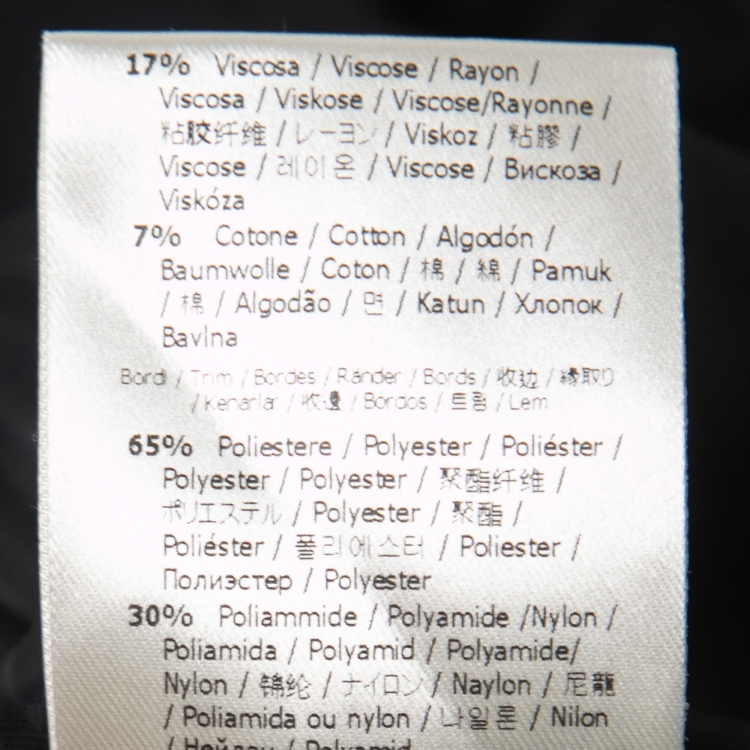 17% Viscosa / Viscose / Rayon /
Viscosa / Viskose / Viscose/Rayonne /
粘胶纤维 / レーヨン / Viskoz / 粘膠 /
Viscose / 레이온 / Viscose / Вискоза /
Viskóza
7% Cotone / Cotton / Algodón /
Baumwolle / Coton / 棉 / 綿 / Pamuk
/ 棉 / Algodão / 면 / Katun / Хлопок /
Bavlna
Bord / Trim / Bordes / Ränder / Bords / 收边 / 縁取り
/ Kenarlar / 收邊 / Bordos / 트림 / Lem
65% Poliestere / Polyester / Poliéster /
Polyester / Polyester / 聚酯纤维 /
ポリエステル / Polyester / 聚酯 /
Poliéster / 폴리에스터 / Poliester /
Полиэстер / Polyester
30% Poliammide / Polyamide /Nylon /
Poliamida / Polyamid / Polyamide/
Nylon / 锦纶 / ナイロン / Naylon / 尼龍
/ Poliamida ou nylon / 나일론 / Nilon
/ Нейлон / Polyamid